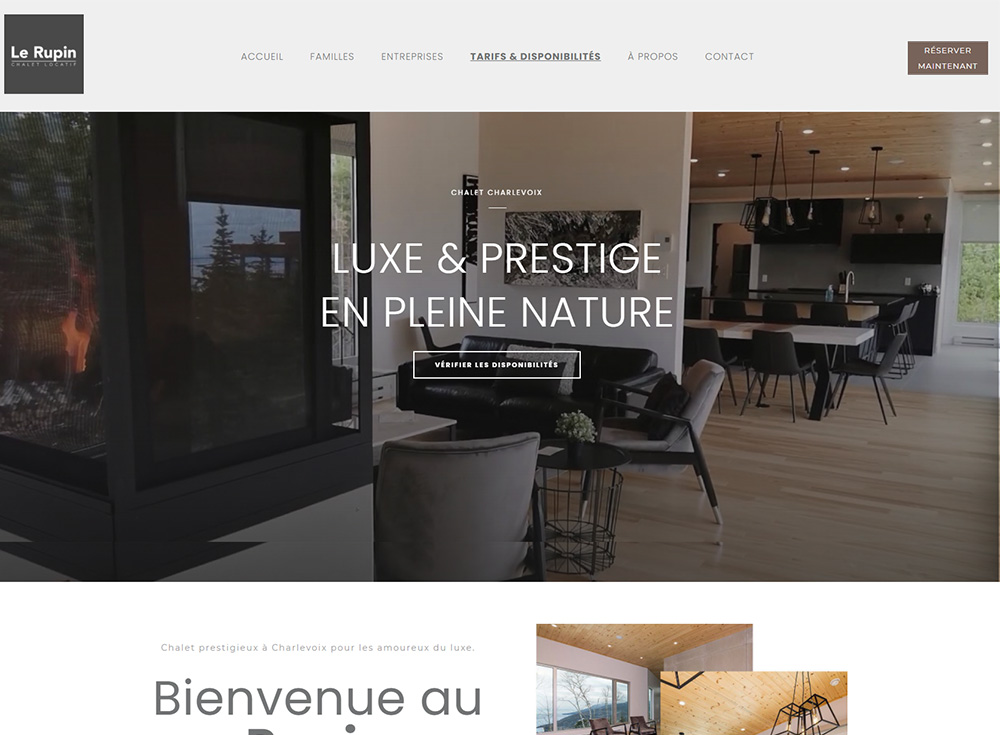 Le Rupin
CHALET LOCATIF
ACCUEIL FAMILLES ENTREPRISES TARIFS & DISPONIBILITÉS À PROPOS CONTACT
RÉSERVER
MAINTENANT
CHALET CHARLEVOIX
LUXE & PRESTIGE
EN PLEINE NATURE
VÉRIFIER LES DISPONIBILITÉS
Chalet prestigieux à Charlevoix pour les amoureux du luxe.
Bienvenue au
Rupin